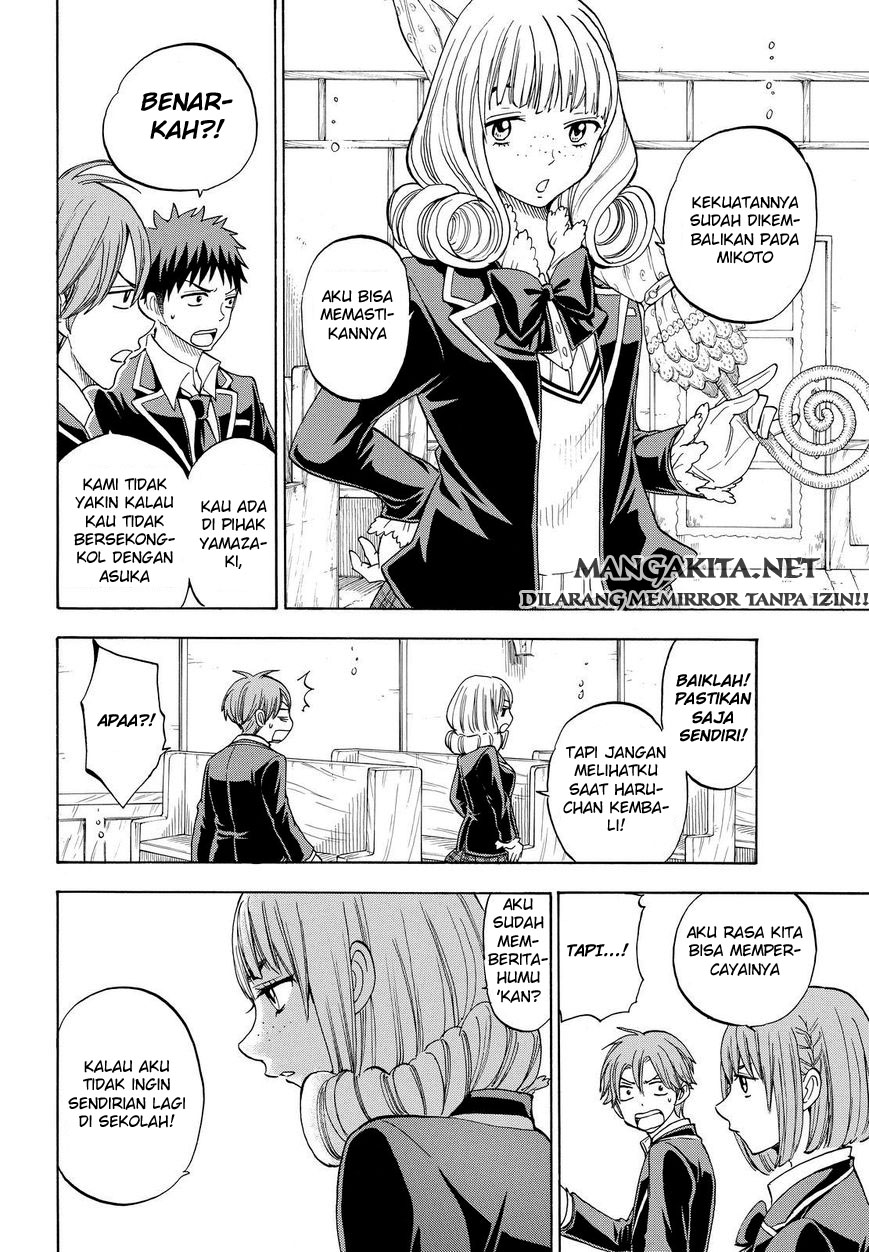 KEKUATANNYA
SUDAH DIKEM-
BALIKAN PADA
MIKOTO
AKU BISA
MEMASTI-
KANNYA
BENAR-
KAH?!
KAU ADA
DI PIHAK
YAMAZA-
KI,
KAMI TIDAK
YAKIN KALAU
KAU TIDAK
BERSEKONG-
KOL DENGAN
ASUKA
MANGAKITA.NET
DILARANG MEMIRROR TANPA IZIN!!
BAIKLAH!
PASTIKAN
SAJA
SENDIRI!
TAPI JANGAN
MELIHATKU
SAAT HARU-
CHAN KEMBA-
LI!
APAA?!
AKU RASA KITA
BISA MEMPER-
CAYAINYA
TAPI...!
AKU
SUDAH
MEM-
BERITA-
HUMU
'KAN?
KALAU AKU
TIDAK INGIN
SENDIRIAN LAGI
DI SEKOLAH!